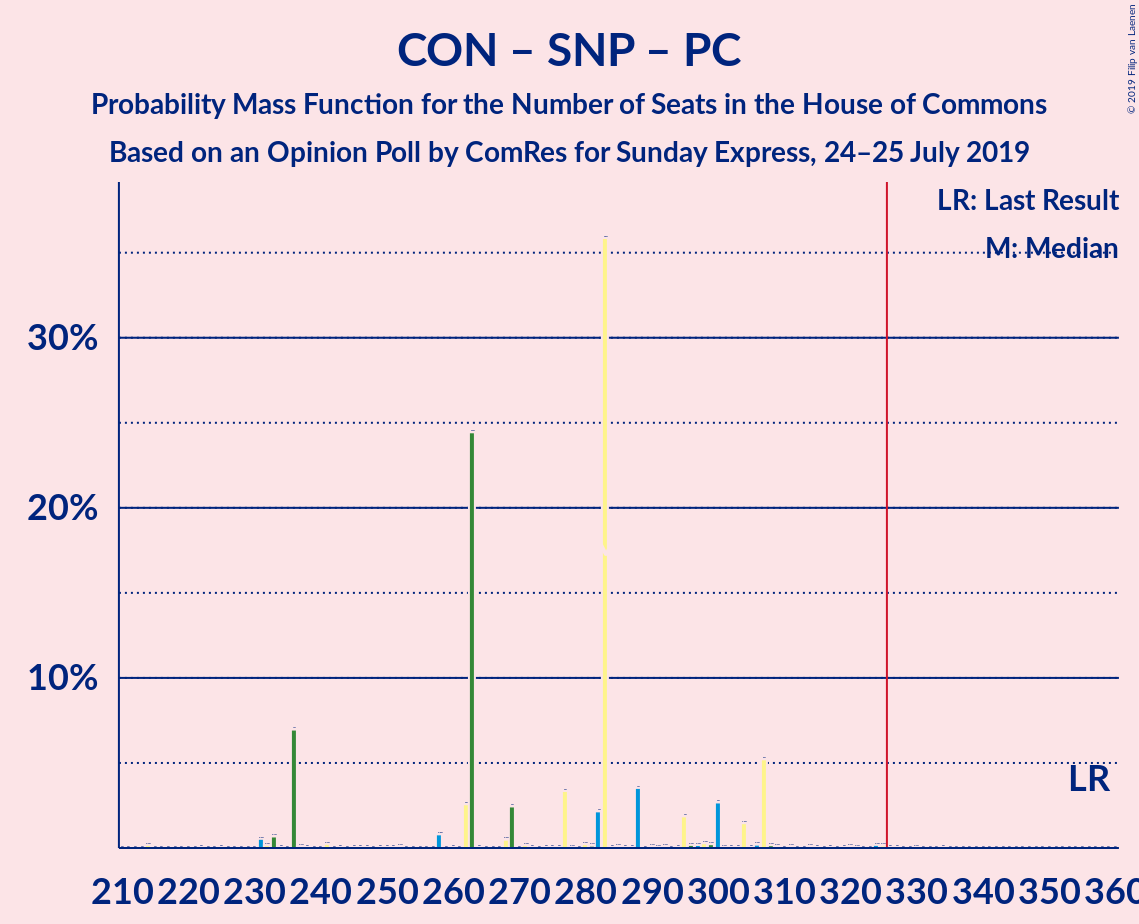 CON – SNP – PC
Probability Mass Function for the Number of Seats in the House of Commons
Based on an Opinion Poll by ComRes for Sunday Express, 24–25 July 2019
© 2019 Filip van Laenen
LR: Last Result
M: Median
30%
20%
10%
LR
210 220 230 240 250 260 270 280 290 300 310 320 330 340 350 360